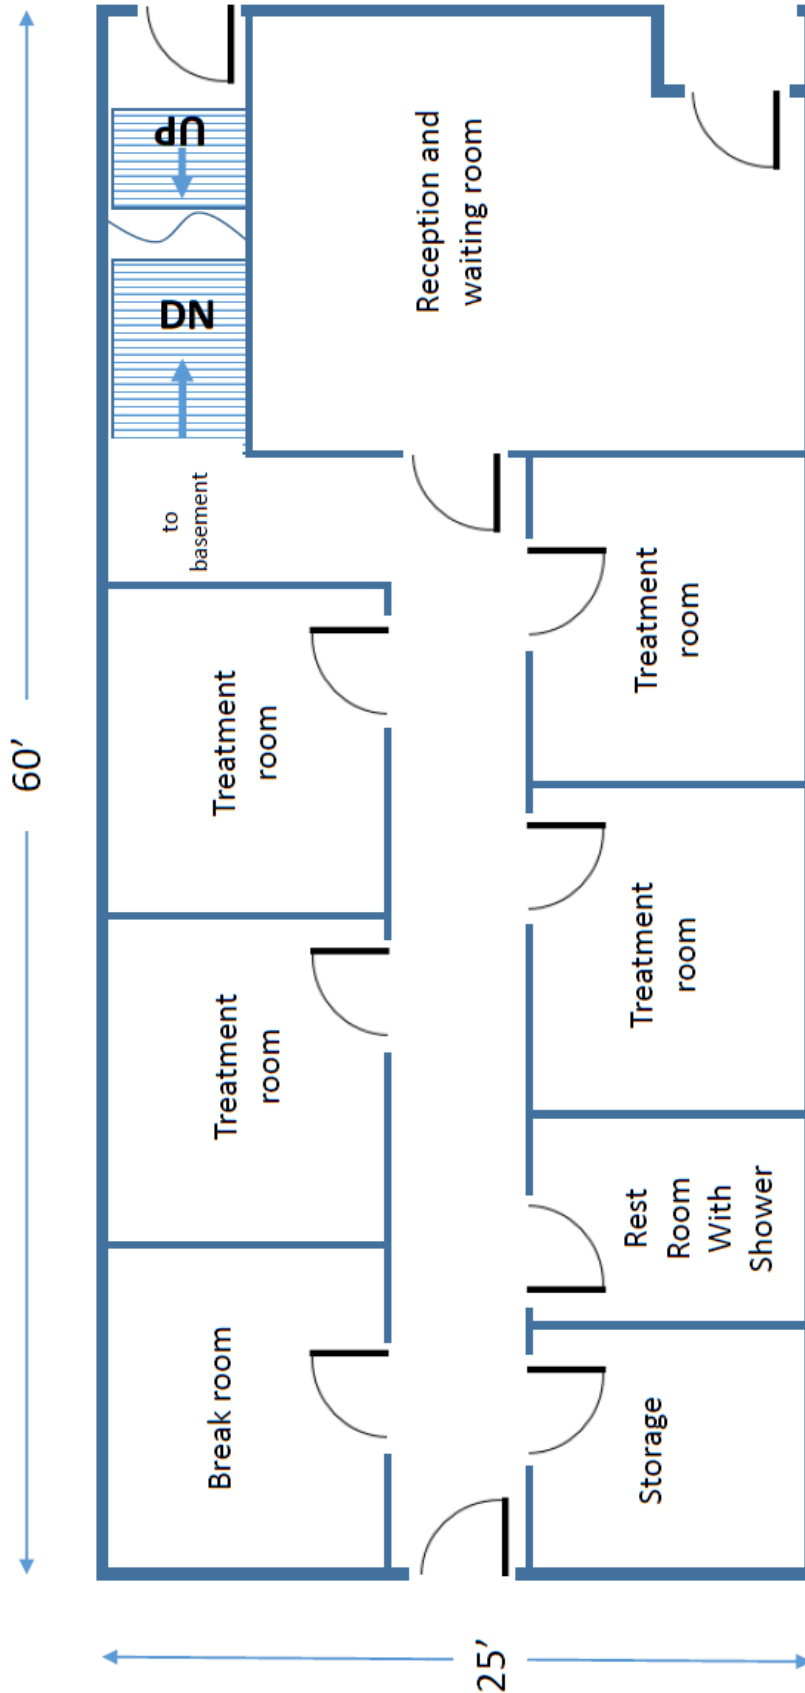 60’
UP
DN
to
basement
Reception and
waiting room
Treatment
room
Treatment
room
Break room
Treatment
room
Treatment
room
Rest
Room
With
Shower
Storage
25’